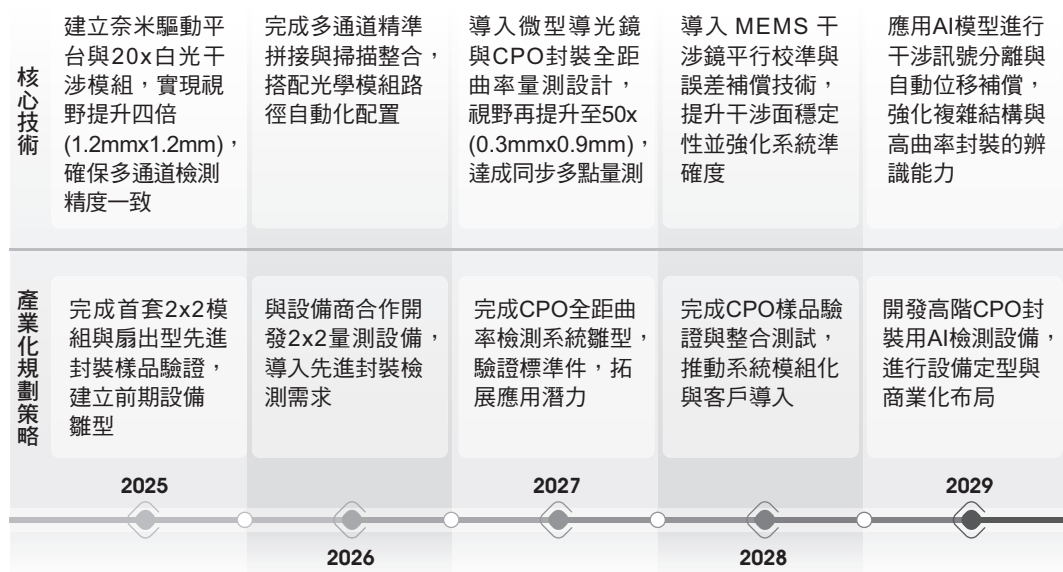 核心技術
建立奈米驅動平
台與20x白光干
涉模組，實現視
野提升四倍
(1.2mmx1.2mm)，
確保多通道檢測
精度一致
完成多通道精準
拼接與掃描整合，
搭配光學模組路
徑自動化配置
導入微型導光鏡
與CPO封裝全距
曲率量測設計，
視野再提升至50x
(0.3mmx0.9mm)，
達成同步多點量測
導入 MEMS 干
涉鏡平行校準與
誤差補償技術，
提升干涉面穩定
性並強化系統準
確度
應用AI模型進行
干涉訊號分離與
自動位移補償，
強化複雜結構與
高曲率封裝的辨
識能力
產業化規劃策略
完成首套2x2模
組與扇出型先進
封裝樣品驗證，
建立前期設備
雛型
與設備商合作開
發2x2量測設備，
導入先進封裝檢
測需求
完成CPO全距曲
率檢測系統雛型，
驗證標準件，拓
展應用潛力
完成CPO樣品驗
證與整合測試，
推動系統模組化
與客戶導入
開發高階CPO封
裝用AI檢測設備，
進行設備定型與
商業化布局
2025
2026
2027
2028
2029